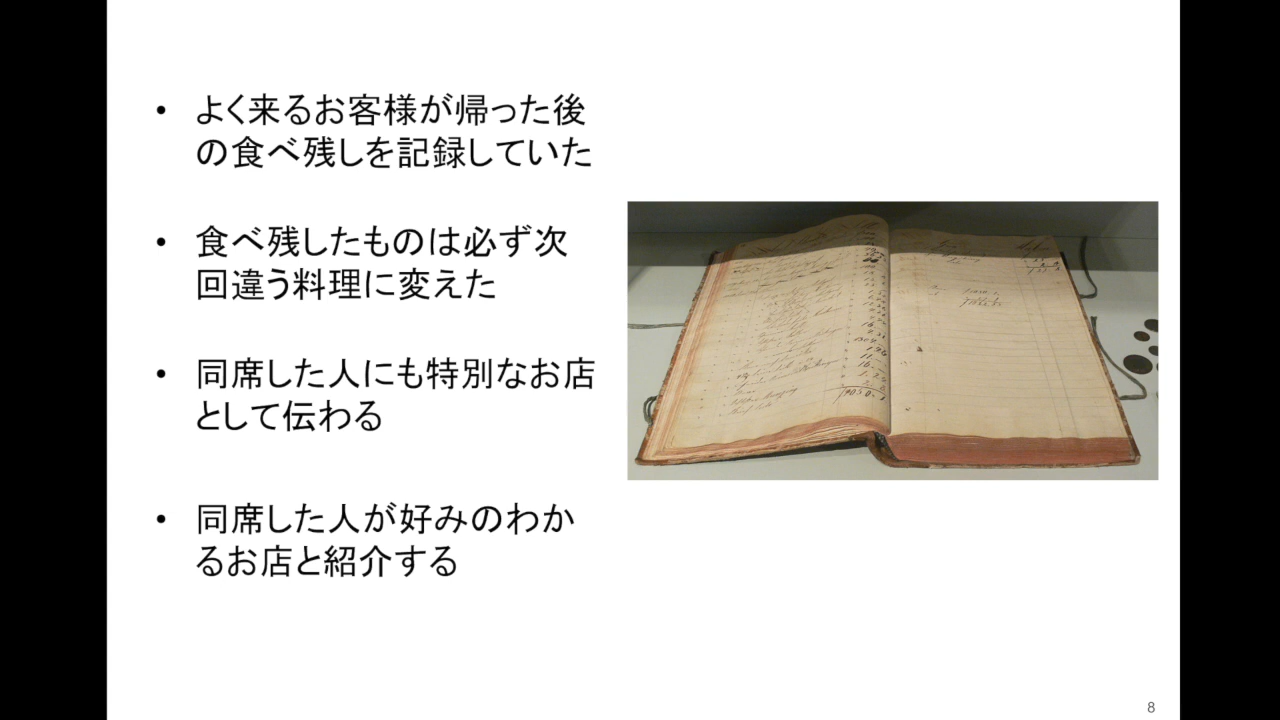 • よく来るお客様が帰った後
の食べ残しを記録していた
• 食べ残したものは必ず次
回違う料理に変えた
• 同席した人にも特別なお店
として伝わる
• 同席した人が好みのわか
るお店と紹介する
8